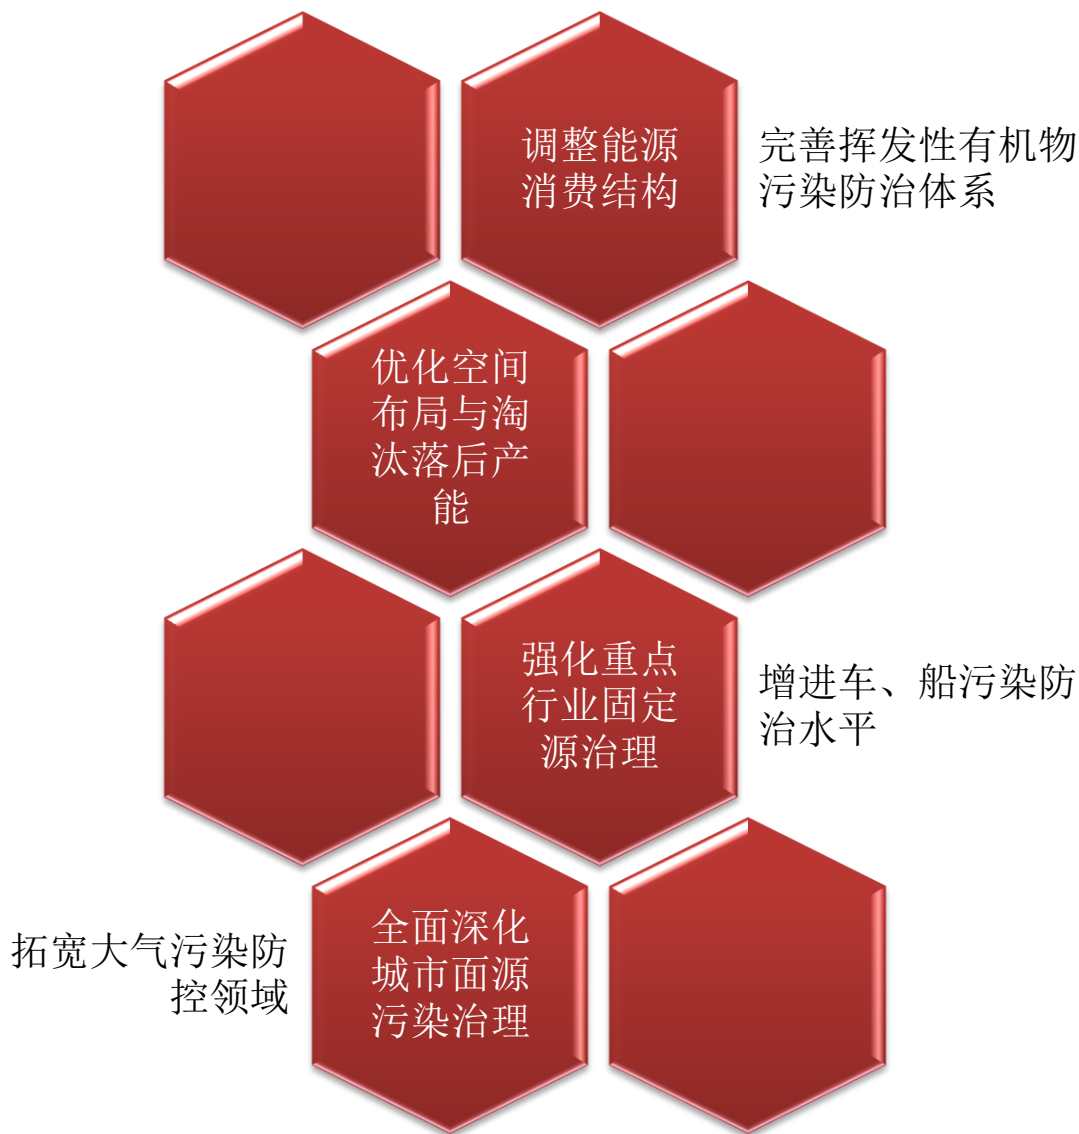 调整能源
消费结构
完善挥发性有机物
污染防治体系
优化空间
布局与淘
汰落后产
能
强化重点
行业固定
源治理
增进车、船污染防
治水平
拓宽大气污染防
控领域
全面深化
城市面源
污染治理